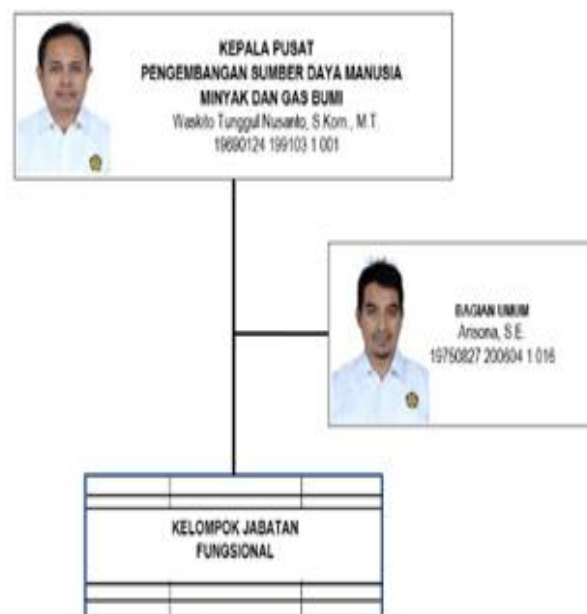 KEPALA PUSAT
PENGEMBANGAN SUMBER DAYA MANUSIA
MINYAK DAN GAS BUMI
Waskito Tunggul Nusanto, S.Kom., M.T.
19690124 199103 1 001
BAGIAN UMUM
Arisona, S.E.
19750827 200604 1 016
KELOMPOK JABATAN
FUNGSIONAL